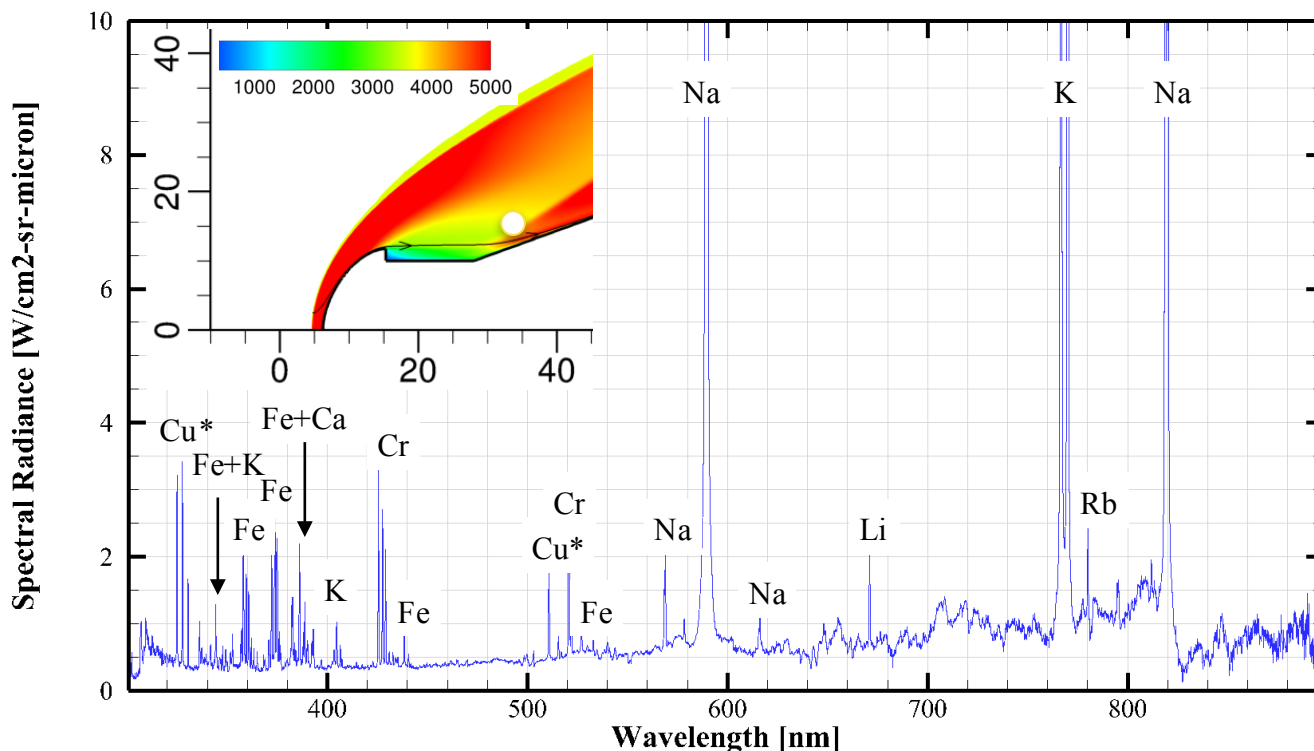 10
8
6
4
2
0
400
500
600
700
800
Wavelength [nm]
Spectral Radiance [W/cm2-sr-micron]
1000 2000 3000 4000 5000
40
20
0
0
20
40
Na
K
Na
Cu*
Fe+Ca
Fe+K
Cr
Fe
Fe
K
Fe
Cr
Cu*
Fe
Na
Na
Li
Rb